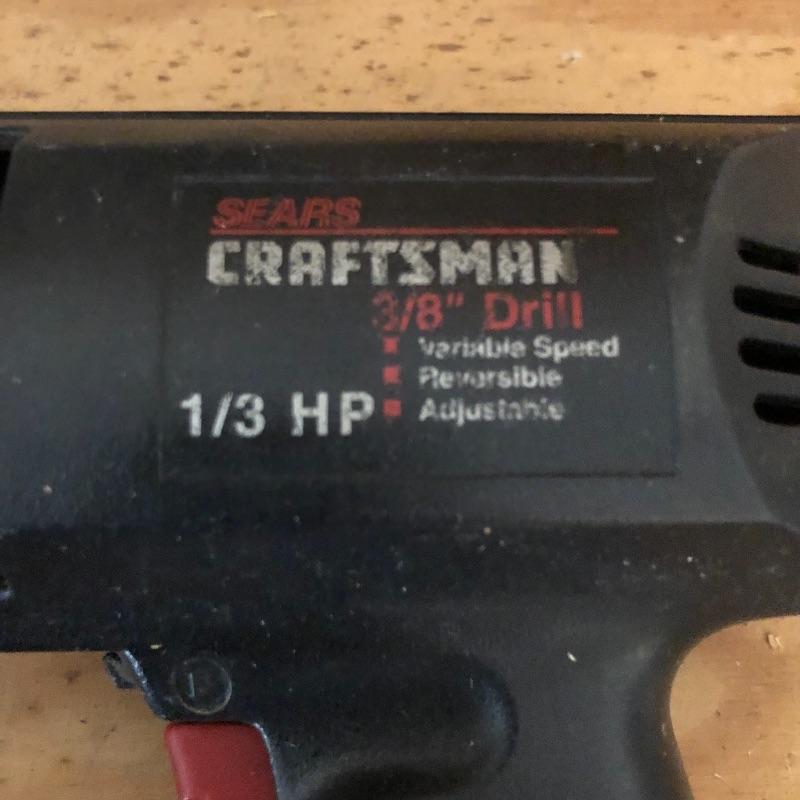 SEARS
CRAFTSMAN
3/8" Drill
Variable Speed
Reversible
1/3 HP Adjustable